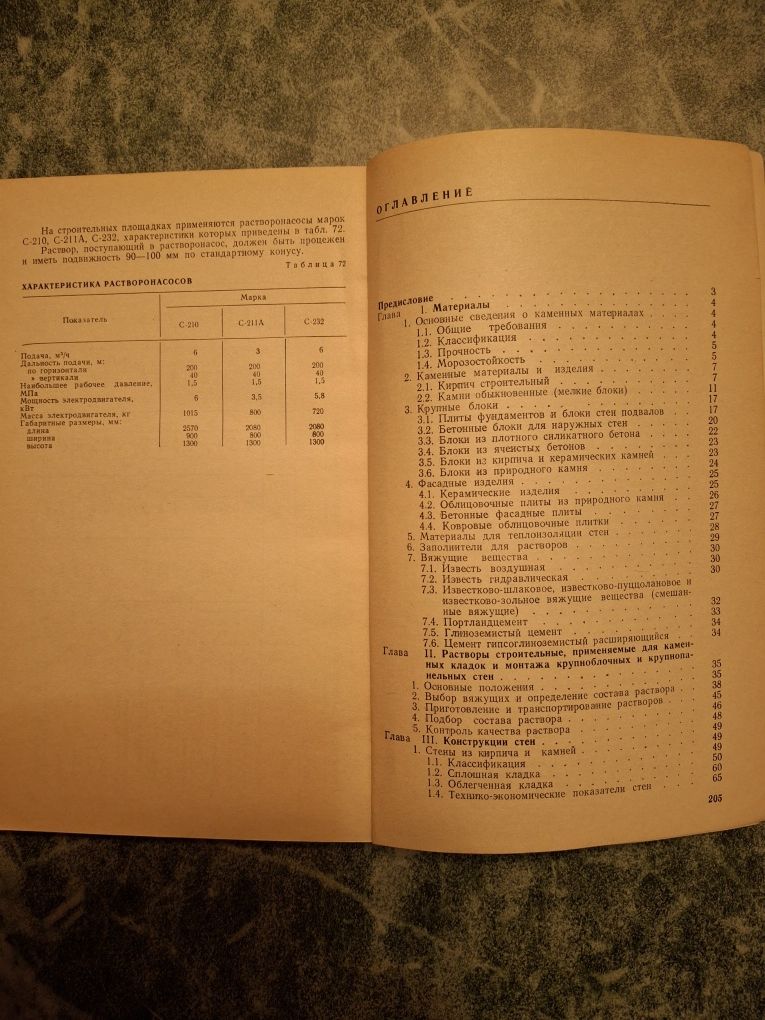 На строительных площадках применяются растворонасосы марок
С-210, С-211А, С-232, характеристики которых приведены в табл. 72.
Раствор, поступающий в растворонасос, должен быть процежен
и иметь подвижность 90—100 мм по стандартному конусу.
Таблица 72
ХАРАКТЕРИСТИКА РАСТВОРОНАСОСОВ
Показатель Марка
С-210 С-211А С-232
Подача, м³/ч 6 3 6
Дальность подачи, м:
по горизонтали 200 200 200
» вертикали 40 40 40
Наибольшее рабочее давление, 1,5 1,5 1,5
МПа
Мощность электродвигателя, 6 3,5 5,8
кВт
Масса электродвигателя, кг 1015 800 720
Габаритные размеры, мм:
длина 2570 2080 2080
ширина 900 800 800
высота 1300 1300 1300
ОГЛАВЛЕНИЕ
Предисловие 3
Глава I. Материалы 4
1. Основные сведения о каменных материалах 4
1.1. Общие требования 4
1.2. Классификация 4
1.3. Прочность 5
1.4. Морозостойкость 5
2. Каменные материалы и изделия 7
2.1. Кирпич строительный 7
2.2. Камни обыкновенные (мелкие блоки) 11
3. Крупные блоки 17
3.1. Плиты фундаментов и блоки стен подвалов 17
3.2. Бетонные блоки для наружных стен 20
3.3. Блоки из плотного силикатного бетона 22
3.4. Блоки из ячеистых бетонов 23
3.5. Блоки из кирпича и керамических камней 23
3.6. Блоки из природного камня 24
4. Фасадные изделия 25
4.1. Керамические изделия 25
4.2. Облицовочные плиты из природного камня 26
4.3. Бетонные фасадные плиты 27
4.4. Ковровые облицовочные плитки 27
5. Материалы для теплоизоляции стен 28
6. Заполнители для растворов 29
7. Вяжущие вещества 30
7.1. Известь воздушная 30
7.2. Известь гидравлическая 30
7.3. Известково-шлаковое, известково-пуццолановое и
известково-зольное вяжущие вещества (смешан-
ные вяжущие) 32
7.4. Портландцемент 33
7.5. Глиноземистый цемент 34
7.6. Цемент гипсоглиноземистый расширяющийся 34
Глава II. Растворы строительные, применяемые для камен-
ных кладок и монтажа крупноблочных и крупнопа-
нельных стен 35
1. Основные положения 35
2. Выбор вяжущих и определение состава раствора 38
3. Приготовление и транспортирование растворов 45
4. Подбор состава раствора 46
5. Контроль качества раствора 48
Глава III. Конструкции стен 49
1. Стены из кирпича и камней 49
1.1. Классификация 50
1.2. Сплошная кладка 60
1.3. Облегченная кладка 65
1.4. Технико-экономические показатели стен
205